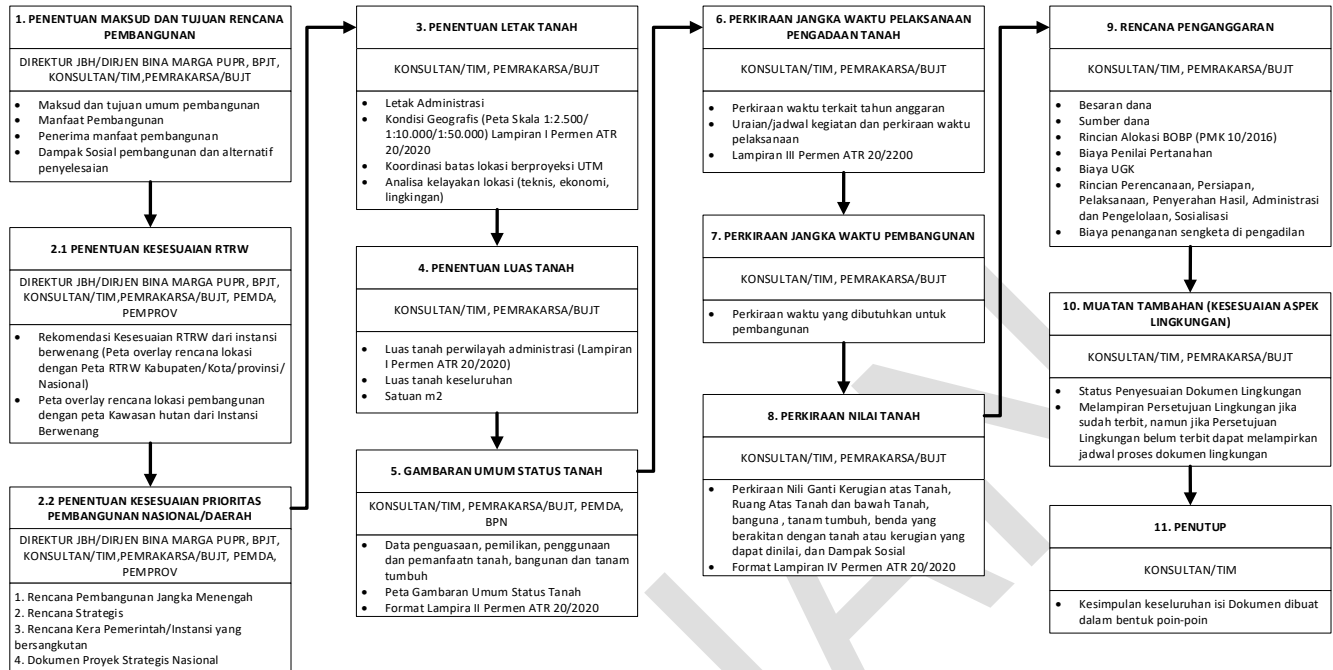 1. PENENTUAN MAKSUD DAN TUJUAN RENCANA
PEMBANGUNAN
DIREKTUR JBH/DIRJEN BINA MARGA PUPR, BPJT,
KONSULTAN/TIM,PEMRAKARSA/BUJT
• Maksud dan tujuan umum pembangunan
• Manfaat Pembangunan
• Penerima manfaat pembangunan
• Dampak Sosial pembangunan dan alternatif
penyelesaian
2.1 PENENTUAN KESESUAIAN RTRW
DIREKTUR JBH/DIRJEN BINA MARGA PUPR, BPJT,
KONSULTAN/TIM,PEMRAKARSA/BUJT, PEMDA,
PEMPROV
• Rekomendasi Kesesuaian RTRW dari instansi
berwenang (Peta overlay rencana lokasi
dengan Peta RTRW Kabupaten/Kota/provinsi/
Nasional)
• Peta overlay rencana lokasi pembangunan
dengan peta Kawasan hutan dari Instansi
Berwenang
2.2 PENENTUAN KESESUAIAN PRIORITAS
PEMBANGUNAN NASIONAL/DAERAH
DIREKTUR JBH/DIRJEN BINA MARGA PUPR, BPJT,
KONSULTAN/TIM,PEMRAKARSA/BUJT, PEMDA,
PEMPROV
1. Rencana Pembangunan Jangka Menengah
2. Rencana Strategis
3. Rencana Kera Pemerintah/Instansi yang
bersangkutan
4. Dokumen Proyek Strategis Nasional
3. PENENTUAN LETAK TANAH
KONSULTAN/TIM, PEMRAKARSA/BUJT
• Letak Administrasi
• Kondisi Geografis (Peta Skala 1:2.500/
1:10.000/1:50.000) Lampiran I Permen ATR
20/2020
• Koordinasi batas lokasi berproyeksi UTM
• Analisa kelayakan lokasi (teknis, ekonomi,
lingkingan)
4. PENENTUAN LUAS TANAH
KONSULTAN/TIM, PEMRAKARSA/BUJT
• Luas tanah perwilayah administrasi (Lampiran
I Permen ATR 20/2020)
• Luas tanah keseluruhan
• Satuan m2
5. GAMBARAN UMUM STATUS TANAH
KONSULTAN/TIM, PEMRAKARSA/BUJT, PEMDA,
BPN
• Data penguasaan, pemilikan, penggunaan
dan pemanfaatn tanah, bangunan dan tanam
tumbuh
• Peta Gambaran Umum Status Tanah
• Format Lampira II Permen ATR 20/2020
6. PERKIRAAN JANGKA WAKTU PELAKSANAAN
PENGADAAN TANAH
KONSULTAN/TIM, PEMRAKARSA/BUJT
• Perkiraan waktu terkait tahun anggaran
• Uraian/jadwal kegiatan dan perkiraan waktu
pelaksanaan
• Lampiran III Permen ATR 20/2200
7. PERKIRAAN JANGKA WAKTU PEMBANGUNAN
KONSULTAN/TIM, PEMRAKARSA/BUJT
• Perkiraan waktu yang dibutuhkan untuk
pembangunan
8. PERKIRAAN NILAI TANAH
KONSULTAN/TIM, PEMRAKARSA/BUJT
• Perkiraan Nili Ganti Kerugian atas Tanah,
Ruang Atas Tanah dan bawah Tanah,
banguna , tanam tumbuh, benda yang
berakitan dengan tanah atau kerugian yang
dapat dinilai, dan Dampak Sosial
• Format Lampiran IV Permen ATR 20/2020
9. RENCANA PENGANGGARAN
KONSULTAN/TIM, PEMRAKARSA/BUJT
• Besaran dana
• Sumber dana
• Rincian Alokasi BOBP (PMK 10/2016)
• Biaya Penilai Pertanahan
• Biaya UGK
• Rincian Perencanaan, Persiapan,
Pelaksanaan, Penyerahan Hasil, Administrasi
dan Pengelolaan, Sosialisasi
• Biaya penanganan sengketa di pengadilan
10. MUATAN TAMBAHAN (KESESUAIAN ASPEK
LINGKUNGAN)
KONSULTAN/TIM, PEMRAKARSA/BUJT
• Status Penyesuaian Dokumen Lingkungan
• Melampiran Persetujuan Lingkungan jika
sudah terbit, namun jika Persetujuan
Lingkungan belum terbit dapat melampirkan
jadwal proses dokumen lingkungan
11. PENUTUP
KONSULTAN/TIM
• Kesimpulan keseluruhan isi Dokumen dibuat
dalam bentuk poin-poin